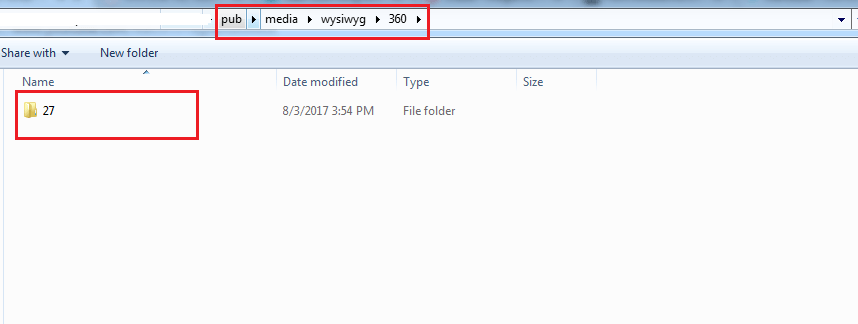 pub media wysiwyg 360
Share with New folder
Name Date modified Type Size
27 8/3/2017 3:54 PM File folder